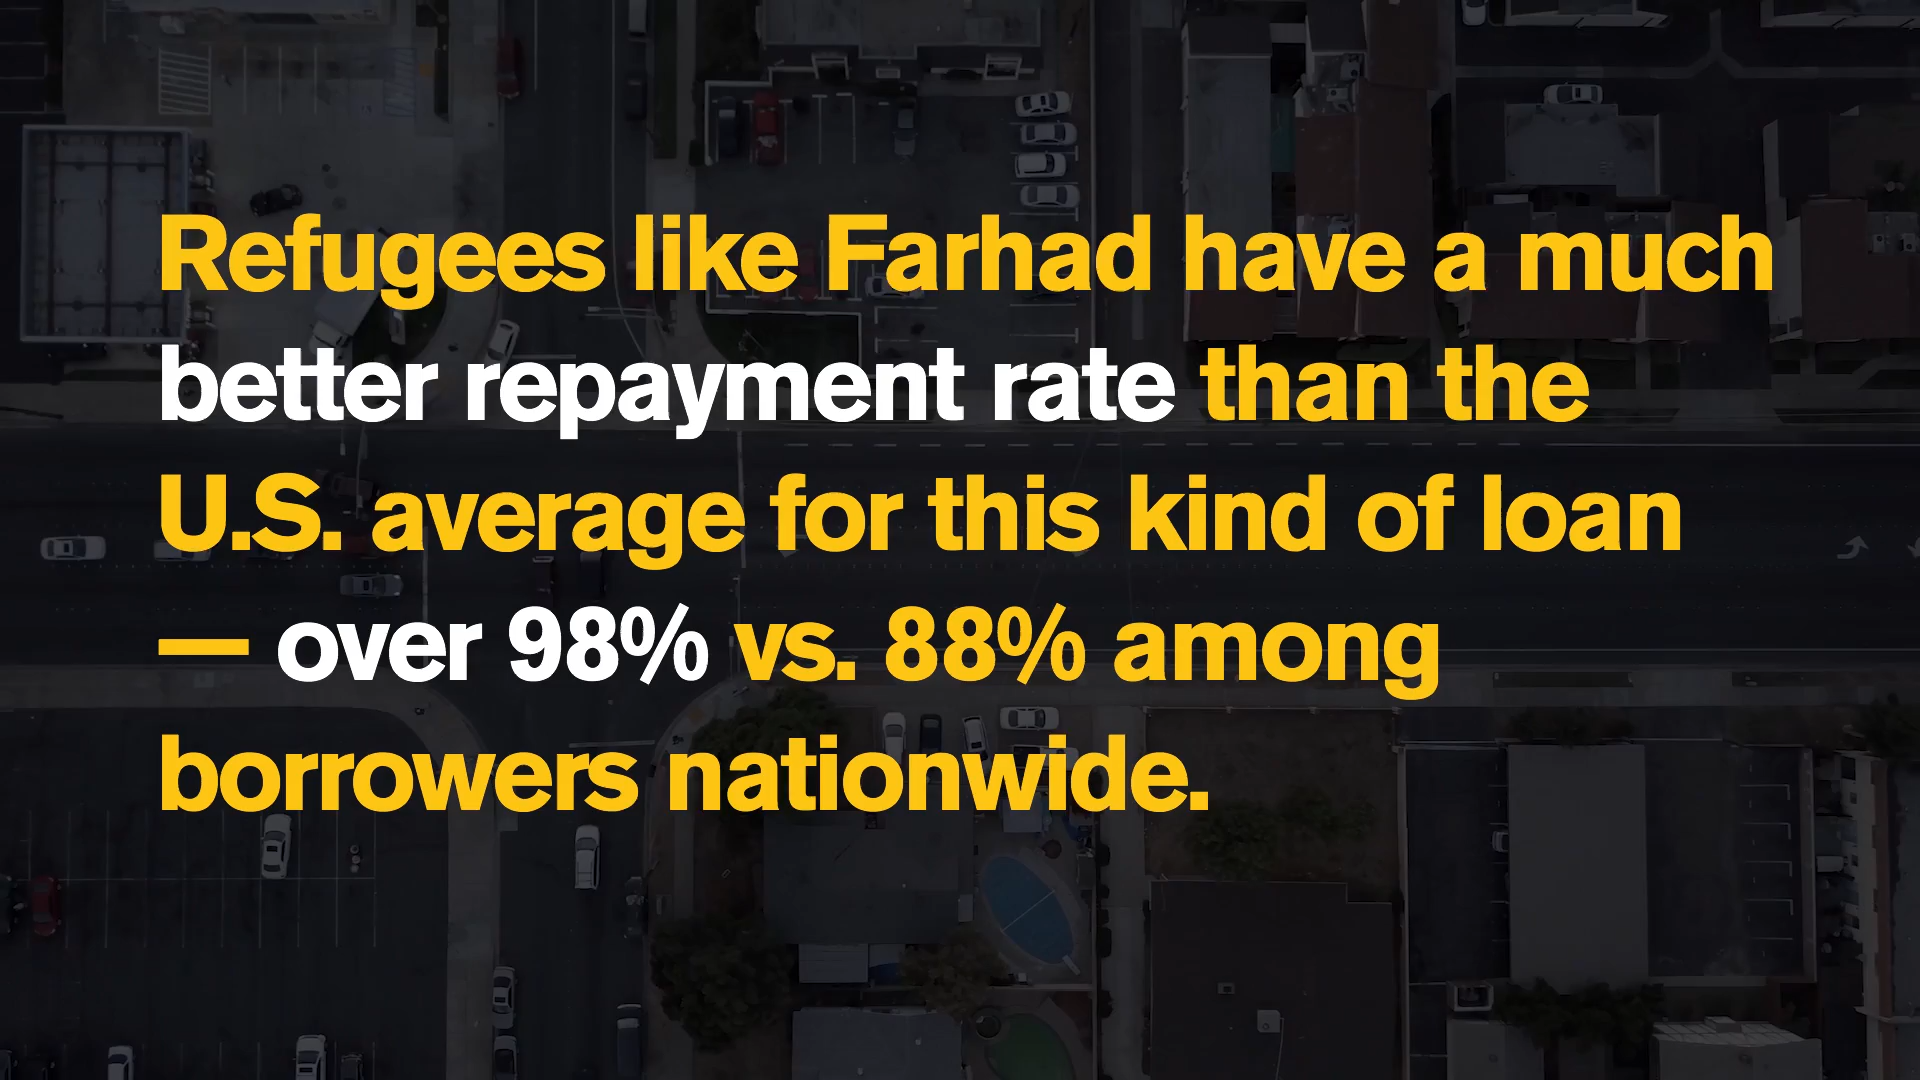 Refugees like Farhad have a much
better repayment rate than the
U.S. average for this kind of loan
— over 98% vs. 88% among
borrowers nationwide.